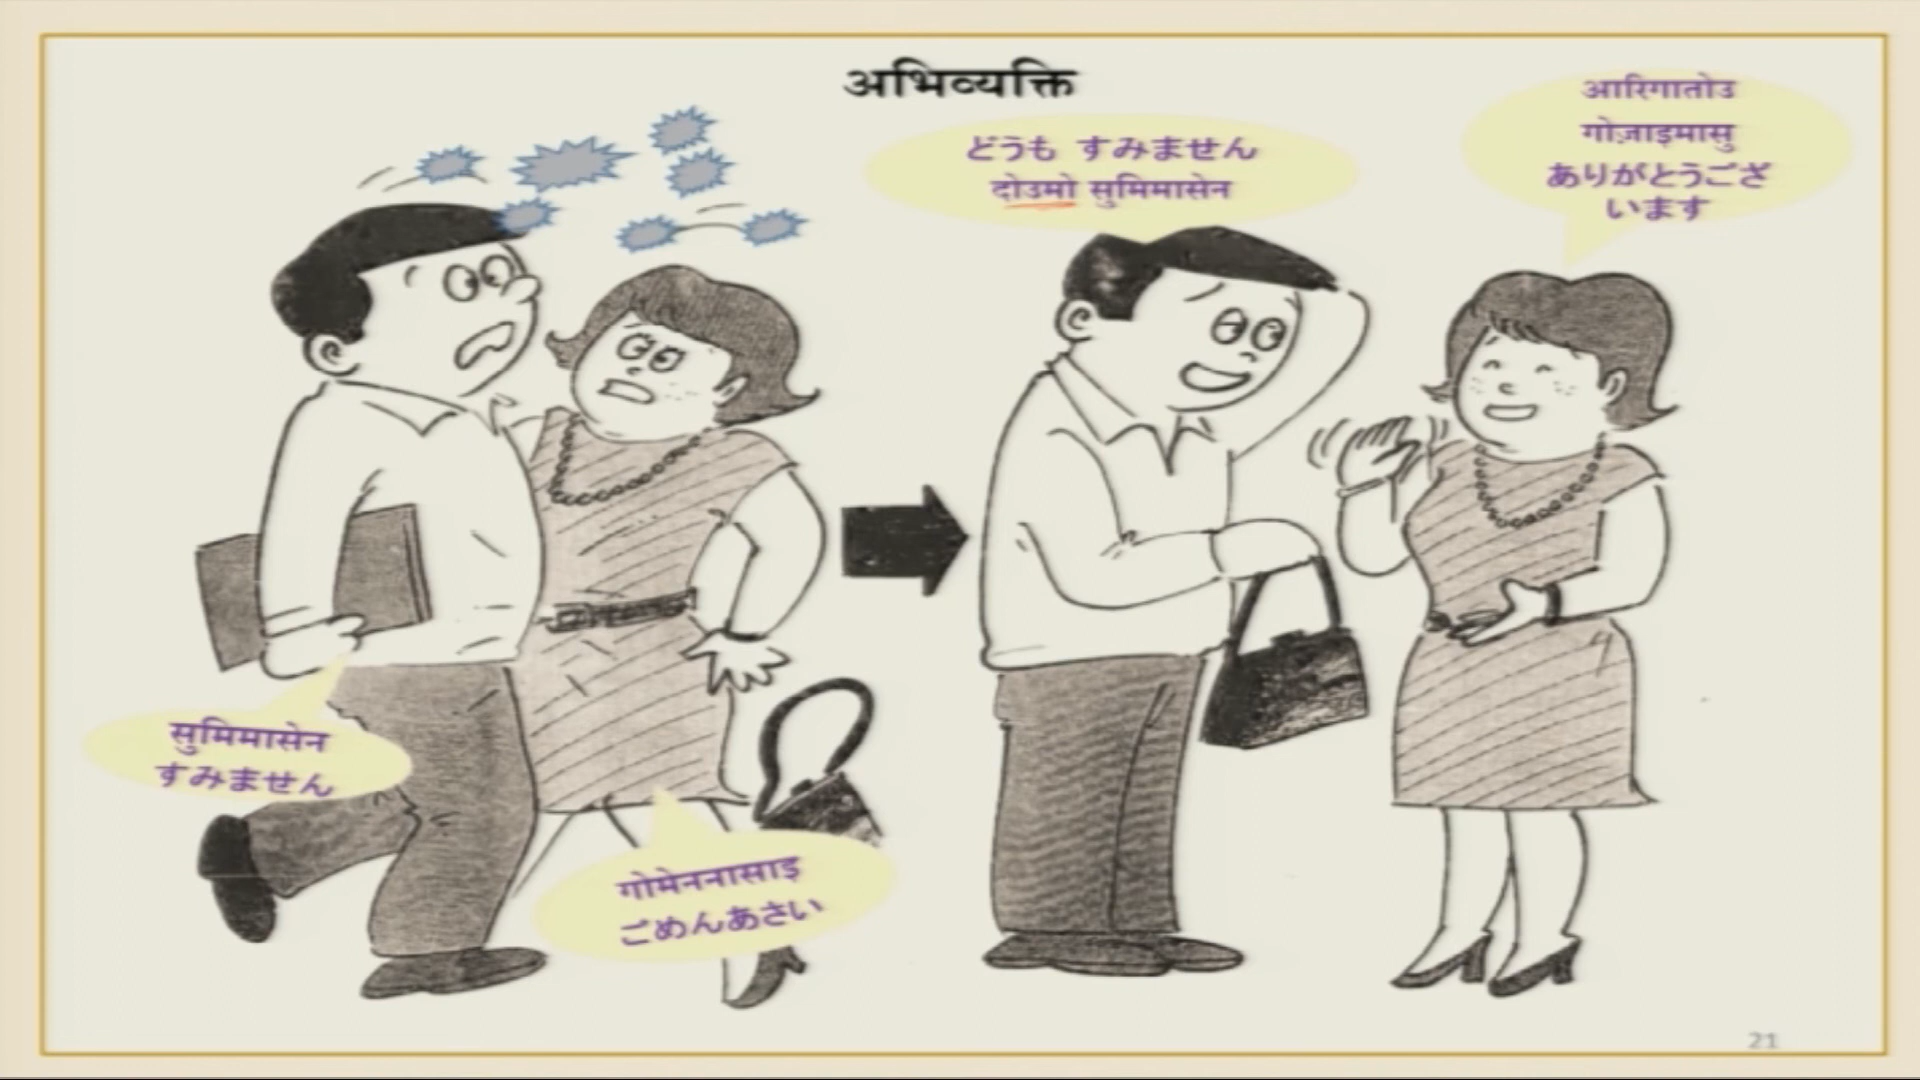 अभिव्यक्ति
どうも すみません
दोउमो सुमिमासेन
आरिगातोउ
गोज़ाइमासु
ありがとうござ
います
सुमिमासेन
すみません
गोमेननासाइ
ごめんあさい
21